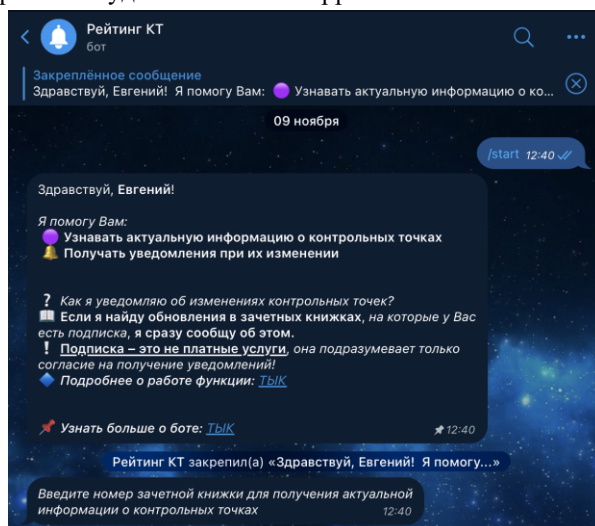 Рейтинг КТ
бот
Закреплённое сообщение
Здравствуй, Евгений! Я помогу Вам: 🟣 Узнавать актуальную информацию о ко...
09 ноября
/start 12:40
Здравствуй, Евгений!
Я помогу Вам:
🟣 Узнавать актуальную информацию о контрольных точках
🔔 Получать уведомления при их изменении
❔ Как я уведомляю об изменениях контрольных точек?
📖 Если я найду обновления в зачетных книжках, на которые у Вас
есть подписка, я сразу сообщу об этом.
❕ Подписка – это не платные услуги, она подразумевает только
согласие на получение уведомлений!
🔷 Подробнее о работе функции: ТЫК
📌 Узнать больше о боте: ТЫК
12:40
Рейтинг КТ закрепил(а) «Здравствуй, Евгений! Я помогу...»
Введите номер зачетной книжки для получения актуальной
информации о контрольных точках 12:40